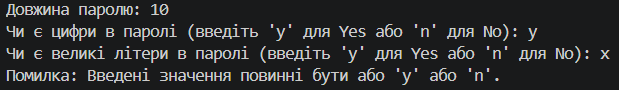 Довжина паролю: 10
Чи є цифри в паролі (введіть 'y' для Yes або 'n' для No): y
Чи є великі літери в паролі (введіть 'y' для Yes або 'n' для No): x
Помилка: Введені значення повинні бути або 'y' або 'n'.